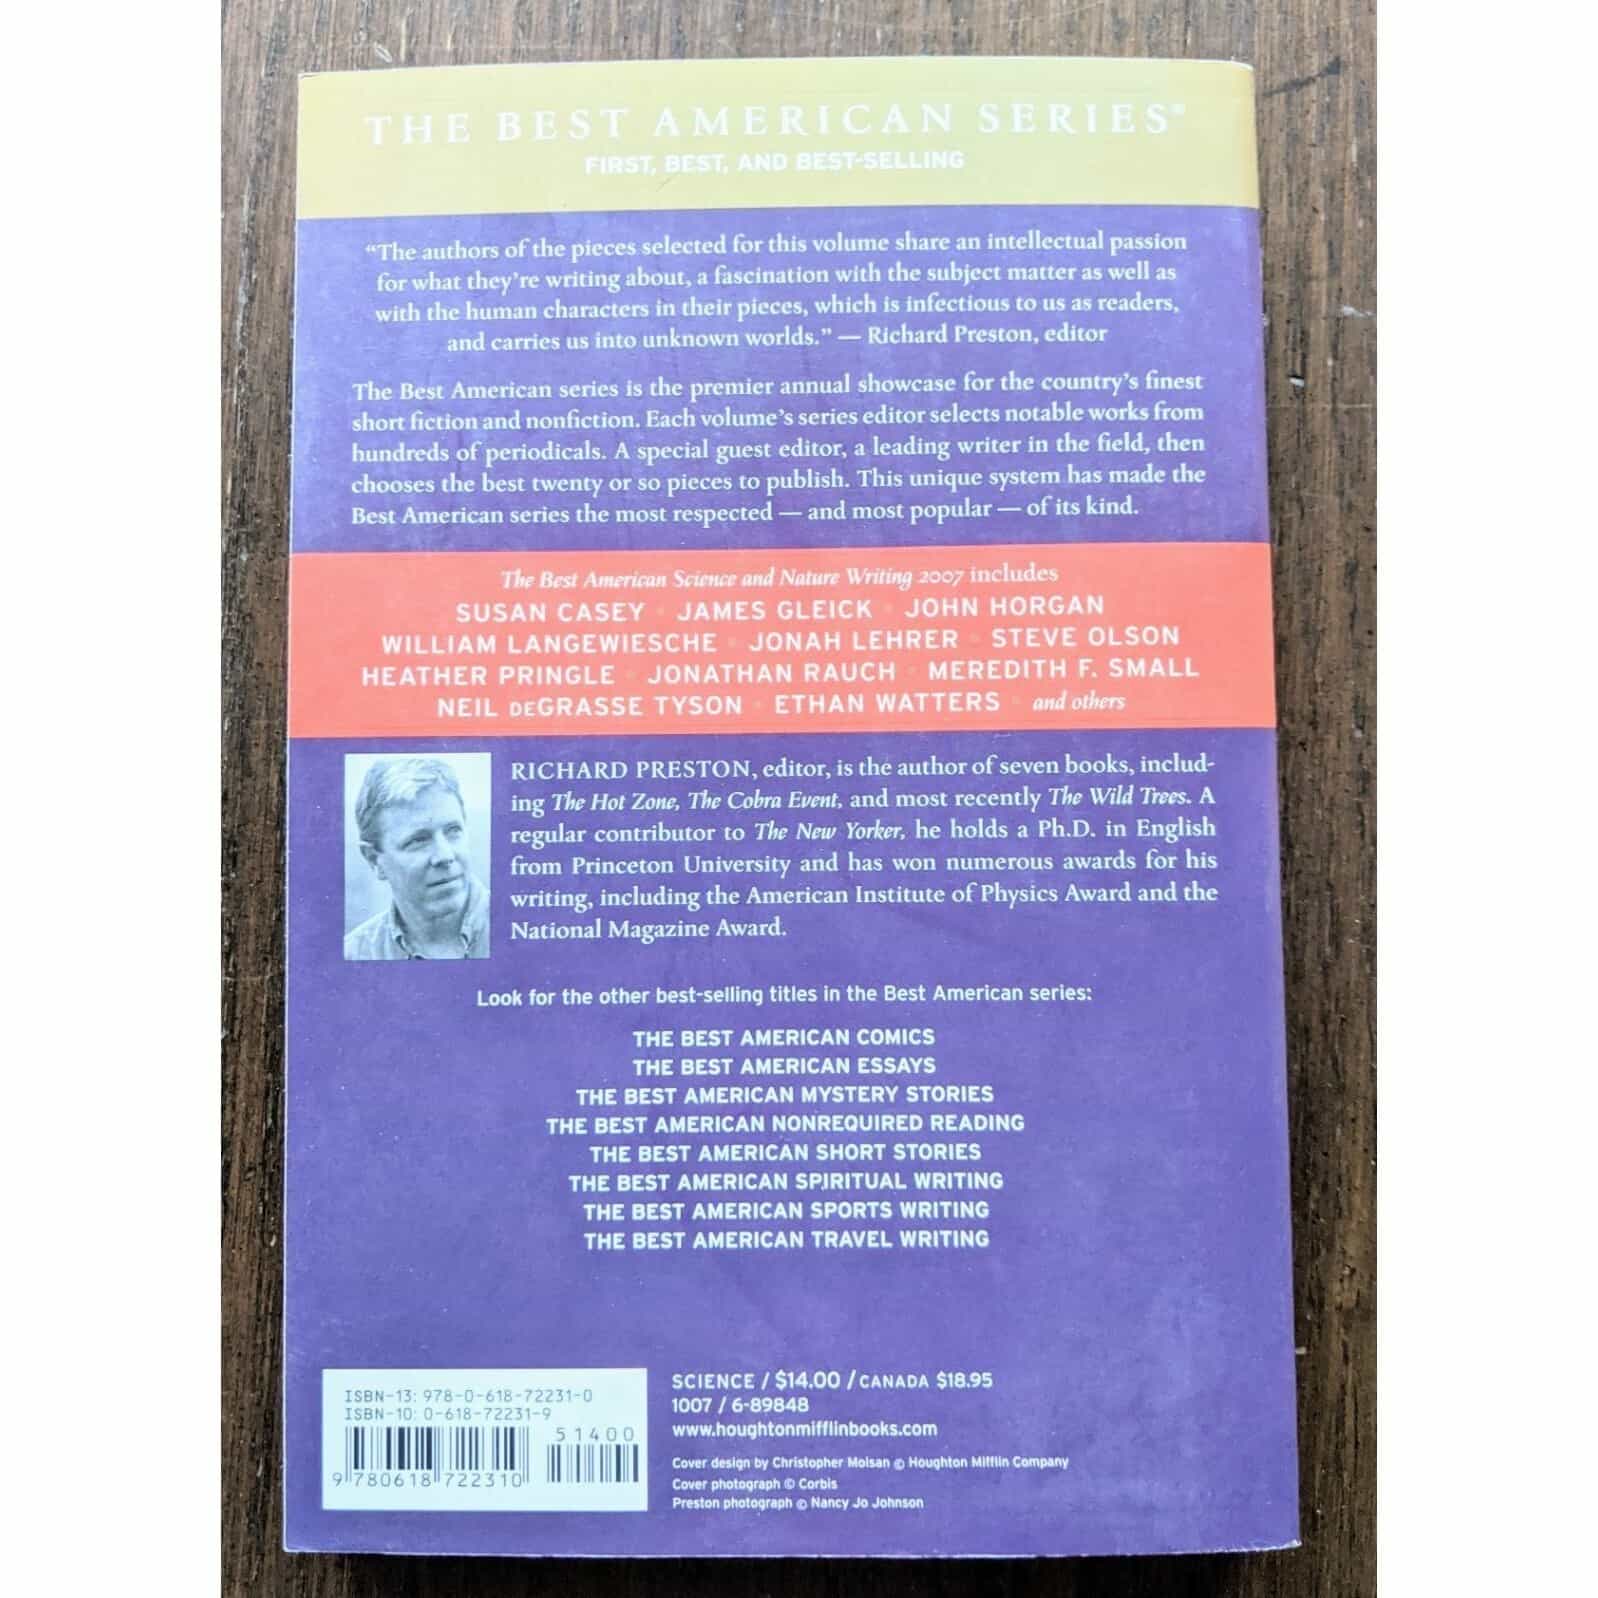 THE BEST AMERICAN SERIES®
FIRST, BEST, AND BEST-SELLING
“The authors of the pieces selected for this volume share an intellectual passion
for what they’re writing about, a fascination with the subject matter as well as
with the human characters in their pieces, which is infectious to us as readers,
and carries us into unknown worlds.” — Richard Preston, editor
The Best American series is the premier annual showcase for the country’s finest
short fiction and nonfiction. Each volume’s series editor selects notable works from
hundreds of periodicals. A special guest editor, a leading writer in the field, then
chooses the best twenty or so pieces to publish. This unique system has made the
Best American series the most respected — and most popular — of its kind.
The Best American Science and Nature Writing 2007 includes
SUSAN CASEY • JAMES GLEICK • JOHN HORGAN
WILLIAM LANGEWIESCHE • JONAH LEHRER • STEVE OLSON
HEATHER PRINGLE • JONATHAN RAUCH • MEREDITH F. SMALL
NEIL DEGRASSE TYSON • ETHAN WATTERS • and others
RICHARD PRESTON, editor, is the author of seven books, includ-
ing The Hot Zone, The Cobra Event, and most recently The Wild Trees. A
regular contributor to The New Yorker, he holds a Ph.D. in English
from Princeton University and has won numerous awards for his
writing, including the American Institute of Physics Award and the
National Magazine Award.
Look for the other best-selling titles in the Best American series:
THE BEST AMERICAN COMICS
THE BEST AMERICAN ESSAYS
THE BEST AMERICAN MYSTERY STORIES
THE BEST AMERICAN NONREQUIRED READING
THE BEST AMERICAN SHORT STORIES
THE BEST AMERICAN SPIRITUAL WRITING
THE BEST AMERICAN SPORTS WRITING
THE BEST AMERICAN TRAVEL WRITING
ISBN-13: 978-0-618-72231-0
ISBN-10: 0-618-72231-9
51400
9 780618 722310
SCIENCE / $14.00 / CANADA $18.95
1007 / 6-89848
www.houghtonmifflinbooks.com
Cover design by Christopher Moisan © Houghton Mifflin Company
Cover photograph © Corbis
Preston photograph © Nancy Jo Johnson